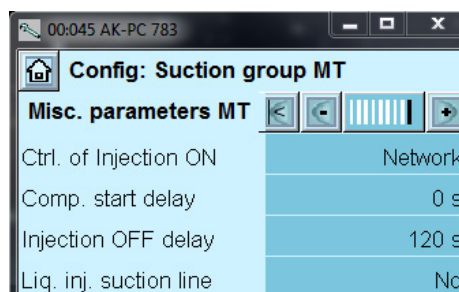 00:045 AK-PC 783
Config: Suction group MT
Misc. parameters MT
Ctrl. of Injection ON Network
Comp. start delay 0 s
Injection OFF delay 120 s
Liq. inj. suction line No